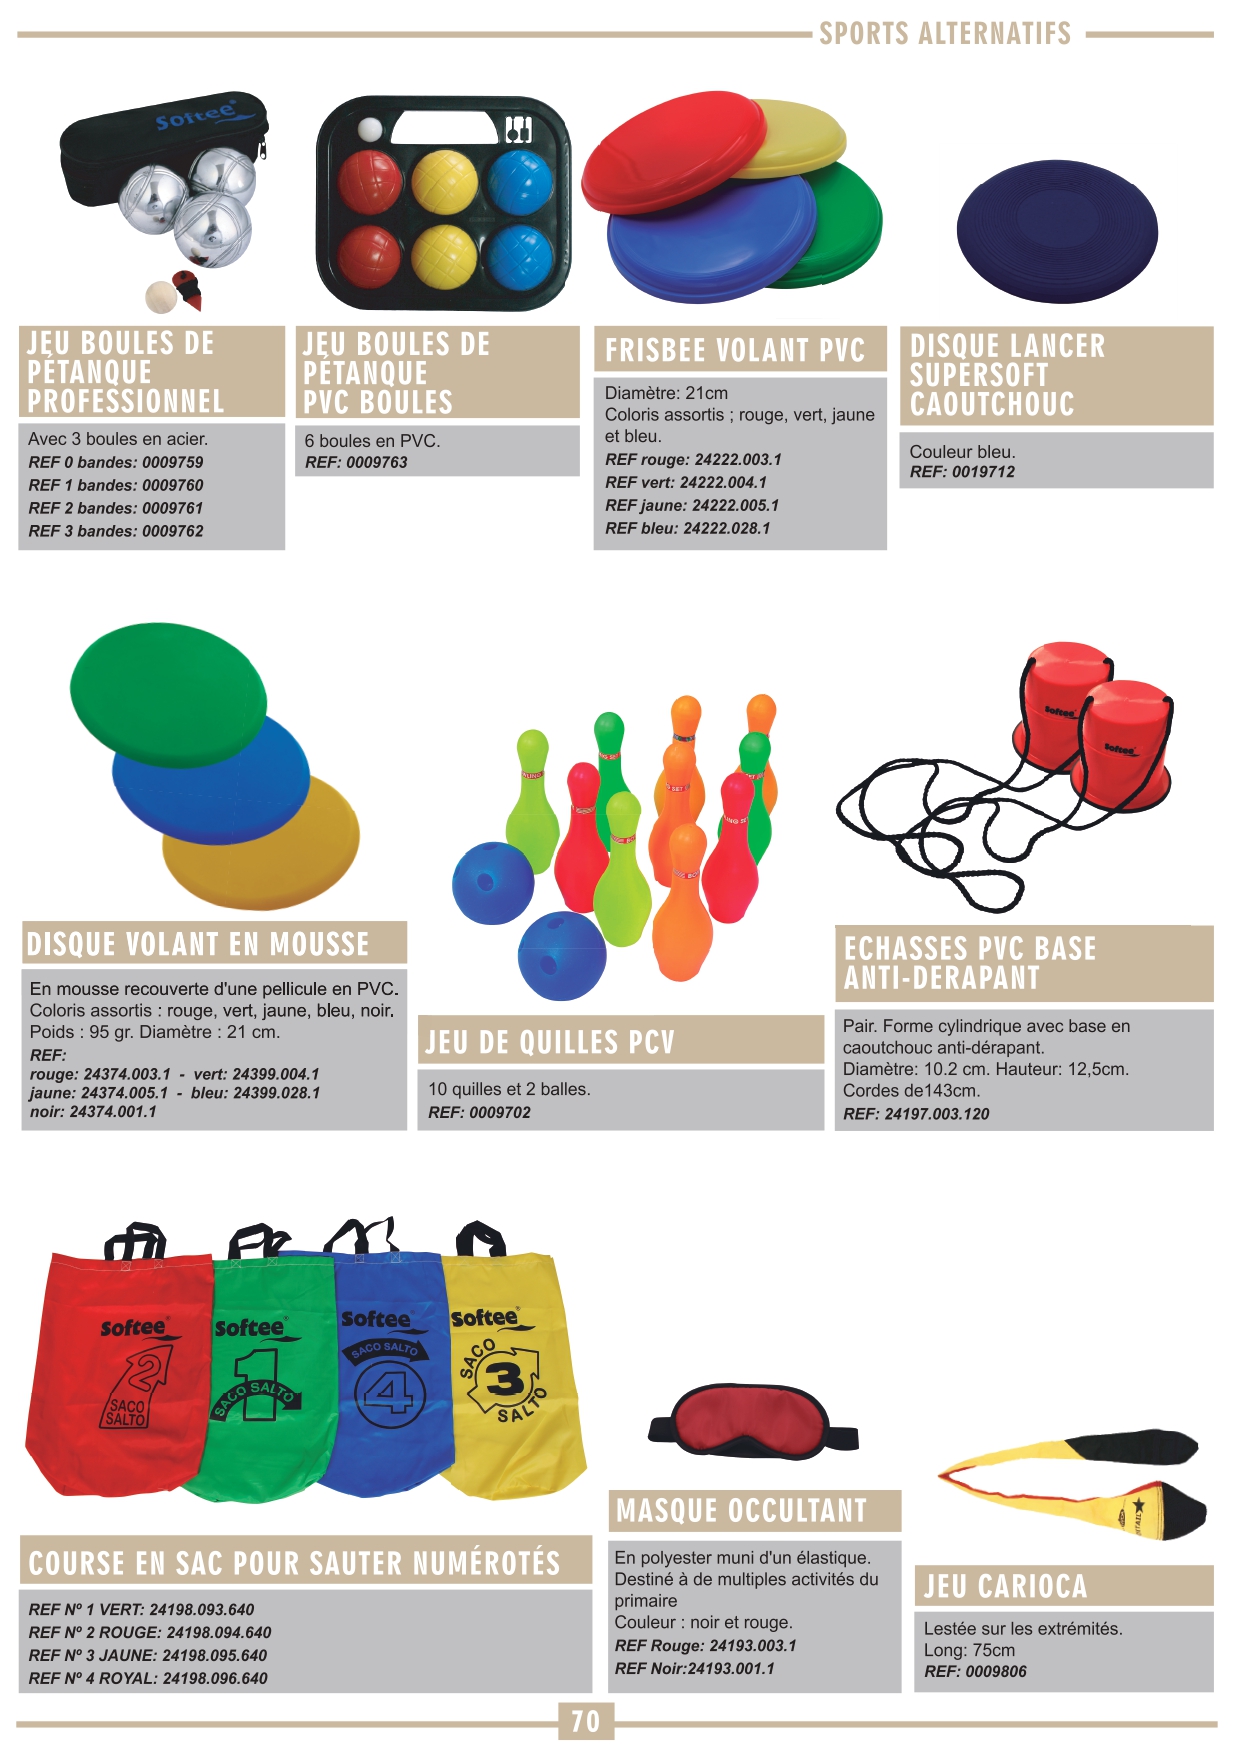 SPORTS ALTERNATIFS
Softee
JEU BOULES DE
PÉTANQUE
PROFESSIONNEL
Avec 3 boules en acier.
REF 0 bandes: 0009759
REF 1 bandes: 0009760
REF 2 bandes: 0009761
REF 3 bandes: 0009762
JEU BOULES DE
PÉTANQUE
PVC BOULES
6 boules en PVC.
REF: 0009763
FRISBEE VOLANT PVC
Diamètre: 21cm
Coloris assortis ; rouge, vert, jaune
et bleu.
REF rouge: 24222.003.1
REF vert: 24222.004.1
REF jaune: 24222.005.1
REF bleu: 24222.028.1
DISQUE LANCER
SUPERSOFT
CAOUTCHOUC
Couleur bleu.
REF: 0019712
DISQUE VOLANT EN MOUSSE
En mousse recouverte d'une pellicule en PVC.
Coloris assortis : rouge, vert, jaune, bleu, noir.
Poids : 95 gr. Diamètre : 21 cm.
REF:
rouge: 24374.003.1 - vert: 24399.004.1
jaune: 24374.005.1 - bleu: 24399.028.1
noir: 24374.001.1
JEU DE QUILLES PCV
10 quilles et 2 balles.
REF: 0009702
softee
softee
ECHASSES PVC BASE
ANTI-DERAPANT
Pair. Forme cylindrique avec base en
caoutchouc anti-dérapant.
Diamètre: 10.2 cm. Hauteur: 12,5cm.
Cordes de143cm.
REF: 24197.003.120
softee
2
SACO
SALTO
softee
1
SACO SALTO
softee
SACO SALTO
4
softee
SACO
3
SALTO
COURSE EN SAC POUR SAUTER NUMÉROTÉS
REF Nº 1 VERT: 24198.093.640
REF Nº 2 ROUGE: 24198.094.640
REF Nº 3 JAUNE: 24198.095.640
REF Nº 4 ROYAL: 24198.096.640
MASQUE OCCULTANT
En polyester muni d'un élastique.
Destiné à de multiples activités du
primaire
Couleur : noir et rouge.
REF Rouge: 24193.003.1
REF Noir:24193.001.1
JEU CARIOCA
Lestée sur les extrémités.
Long: 75cm
REF: 0009806
70